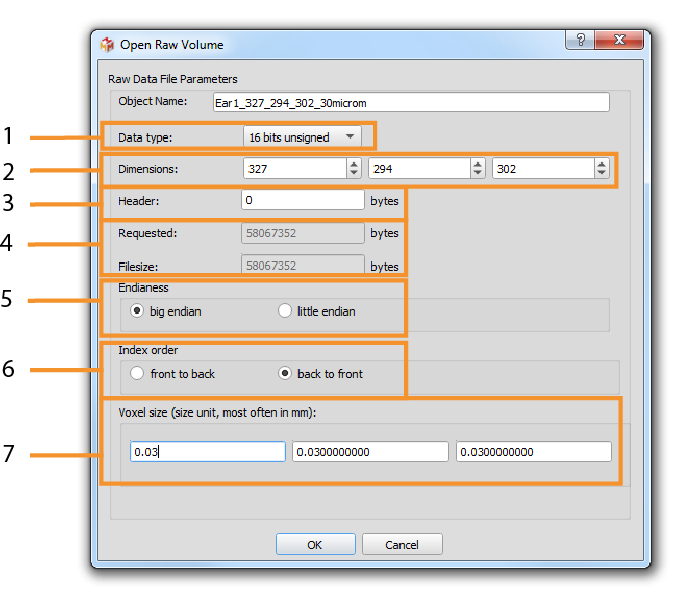 Open Raw Volume
? X
Raw Data File Parameters
Object Name: Ear1_327_294_302_30microm
1 Data type: 16 bits unsigned
2 Dimensions: 327 294 302
3 Header: 0 bytes
4 Requested: 58067352 bytes
Filesize: 58067352 bytes
Endianess
5 big endian little endian
Index order
6 front to back back to front
Voxel size (size unit, most often in mm):
7 0.03 0.0300000000 0.0300000000
OK Cancel